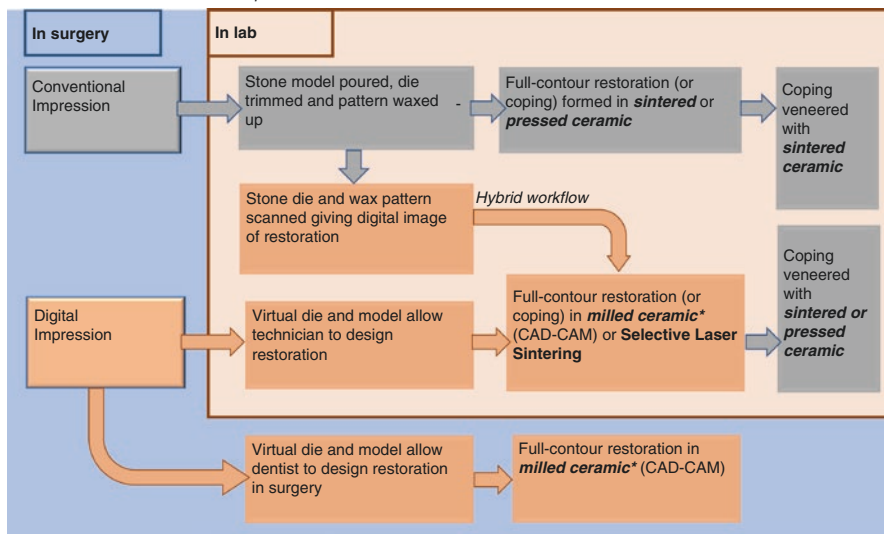 In surgery
In lab
Conventional
Impression
Stone model poured, die
trimmed and pattern waxed -
up
Full-contour restoration (or
coping) formed in sintered or
pressed ceramic
Coping
veneered
with
sintered
ceramic
Stone die and wax pattern
scanned giving digital image
of restoration
Hybrid workflow
Digital
Impression
Virtual die and model allow
technician to design
restoration
Full-contour restoration (or
coping) in milled ceramic*
(CAD-CAM) or Selective Laser
Sintering
Coping
veneered
with
sintered or
pressed
ceramic
Virtual die and model allow
dentist to design restoration
in surgery
Full-contour restoration in
milled ceramic* (CAD-CAM)